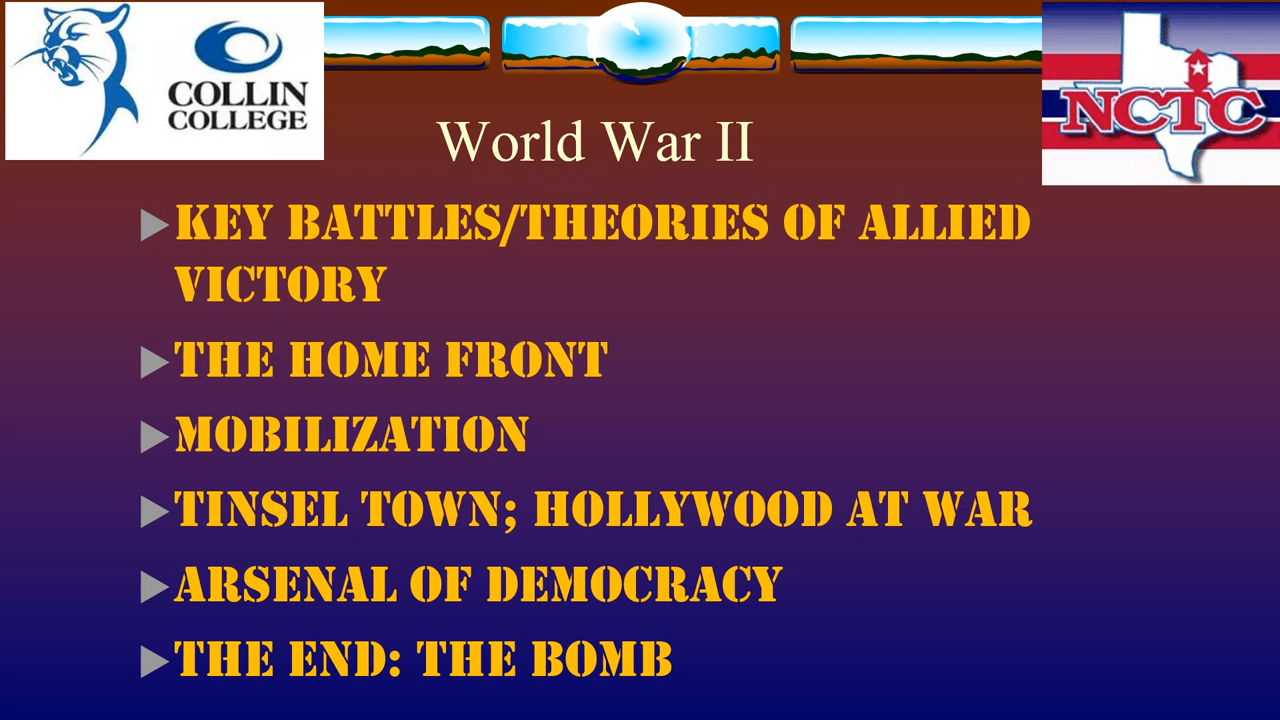 COLLIN
COLLEGE
NCTC
World War II
KEY BATTLES/THEORIES OF ALLIED
VICTORY
THE HOME FRONT
MOBILIZATION
TINSEL TOWN; HOLLYWOOD AT WAR
ARSENAL OF DEMOCRACY
THE END: THE BOMB